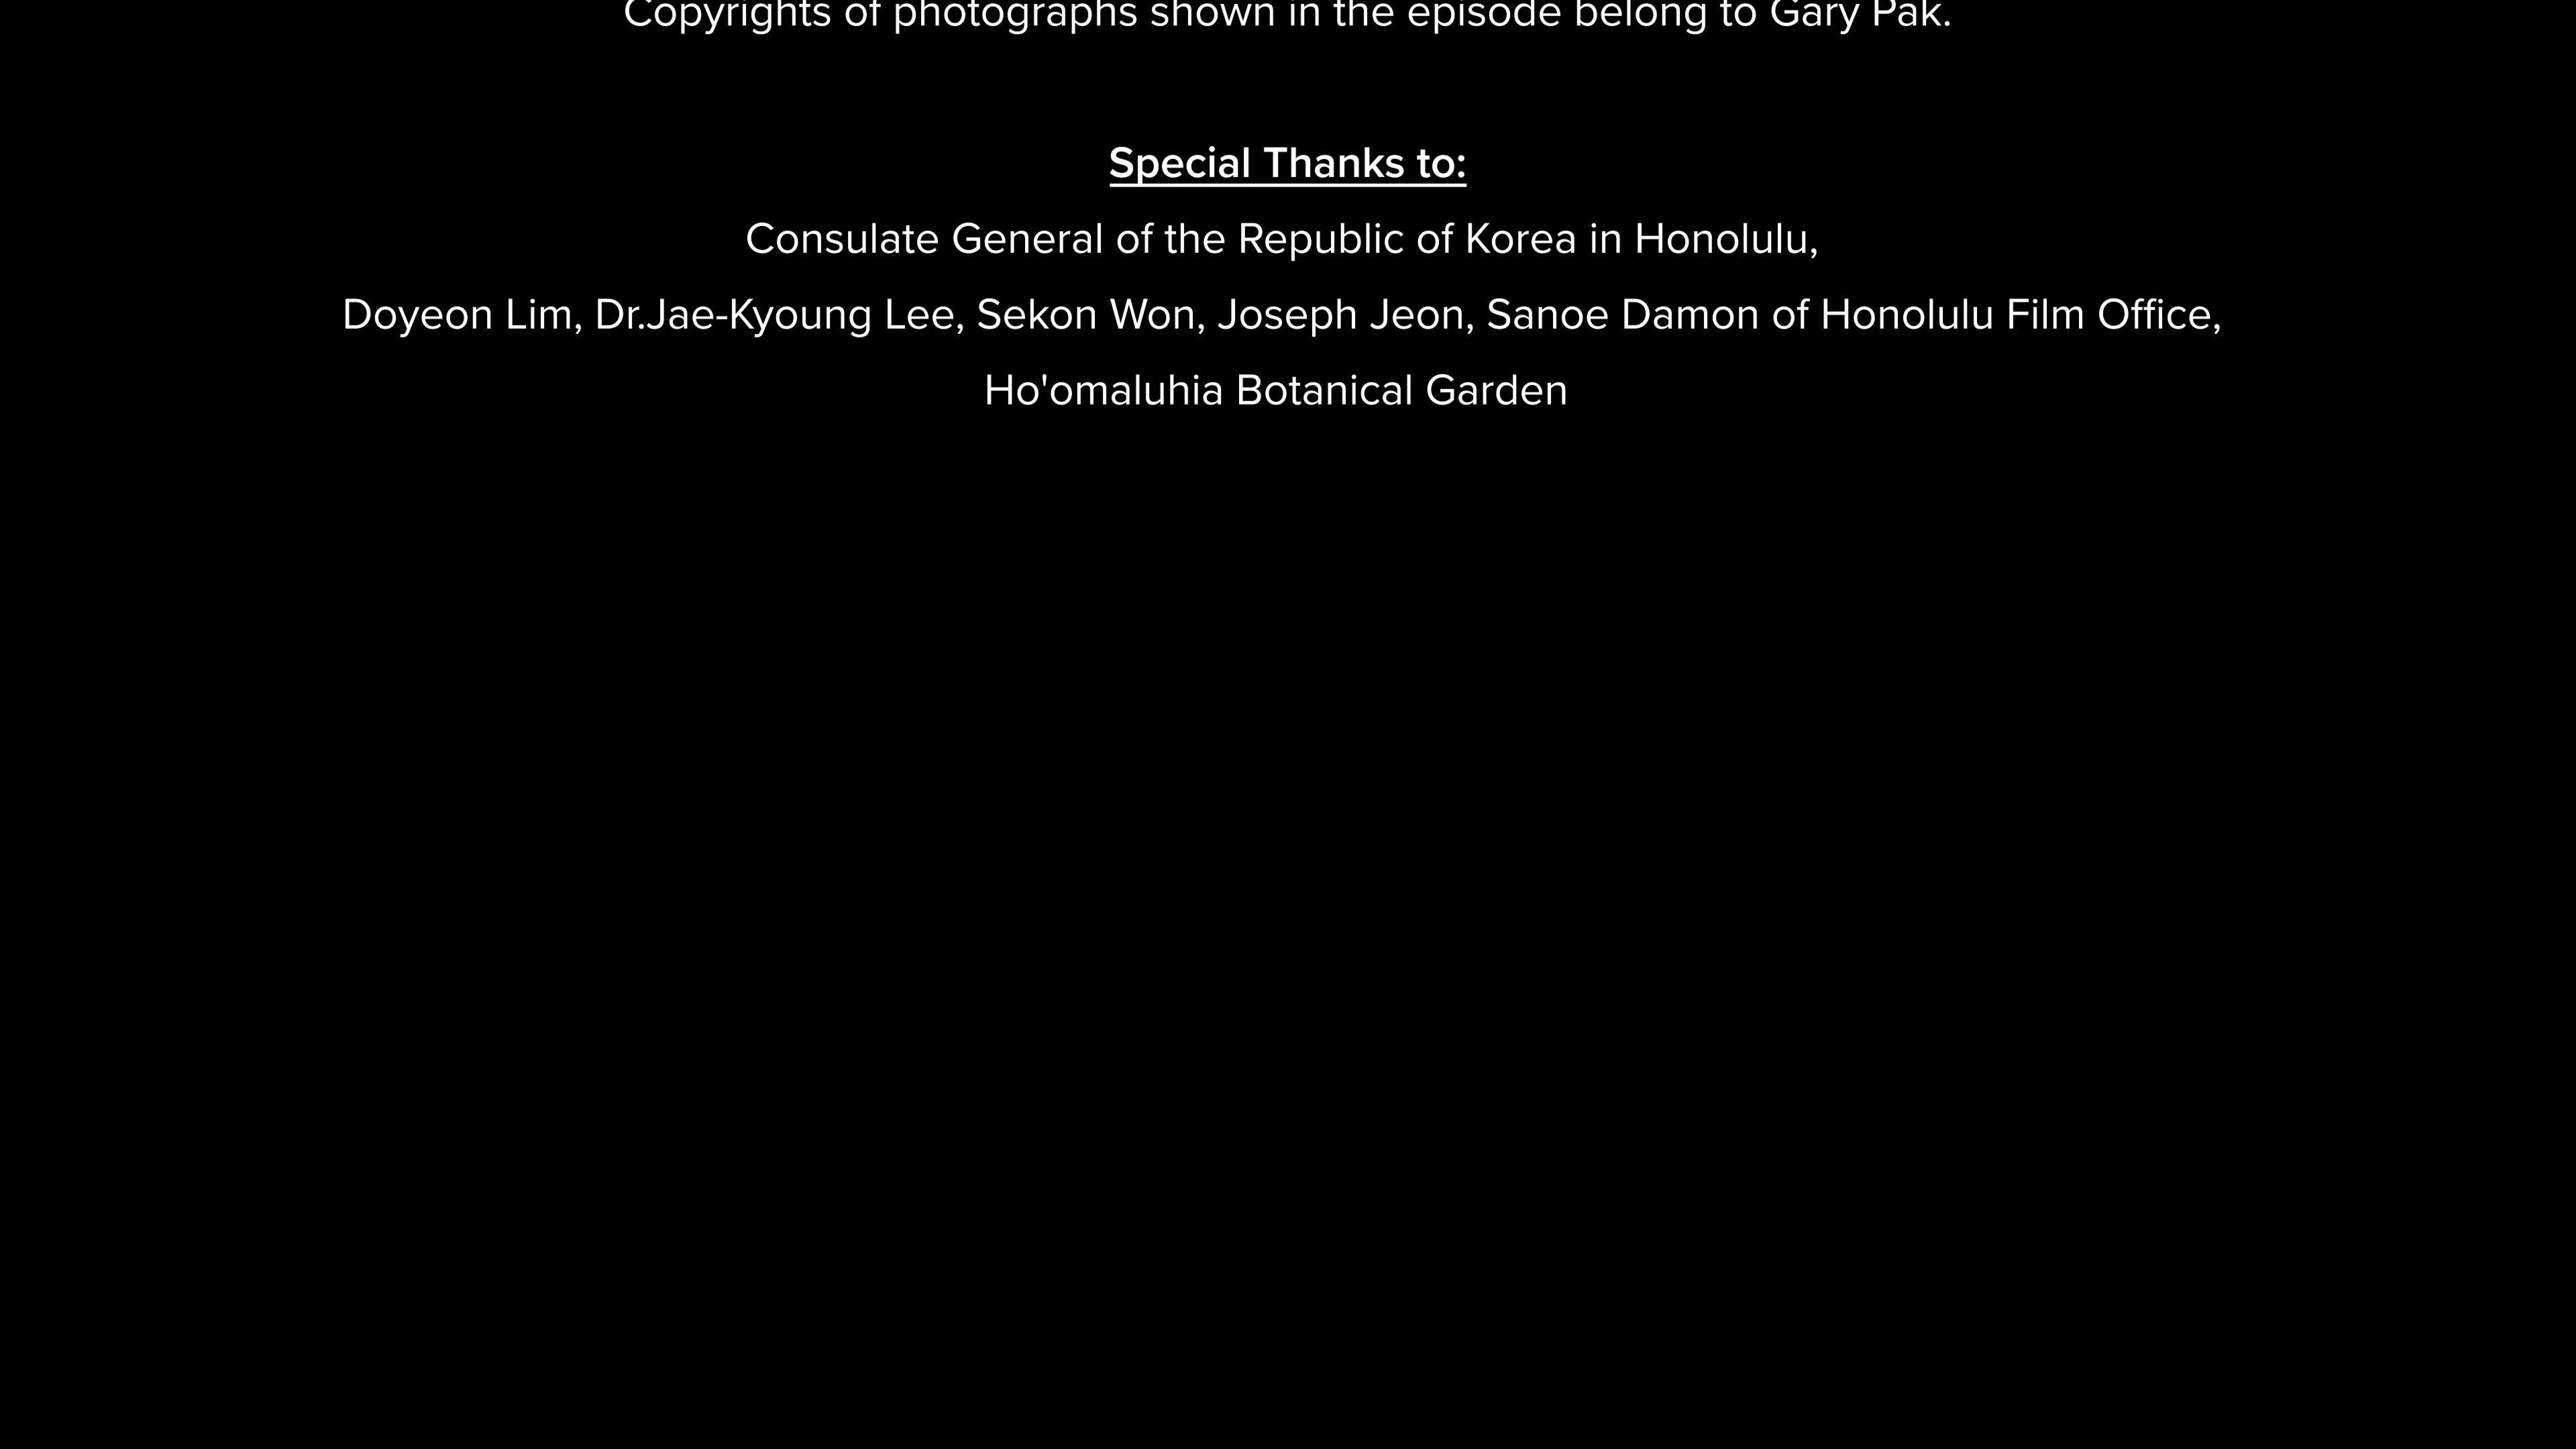 Copyrights of photographs shown in the episode belong to Gary Pak.
Special Thanks to:
Consulate General of the Republic of Korea in Honolulu,
Doyeon Lim, Dr.Jae-Kyoung Lee, Sekon Won, Joseph Jeon, Sanoe Damon of Honolulu Film Office,
Ho'omaluhia Botanical Garden